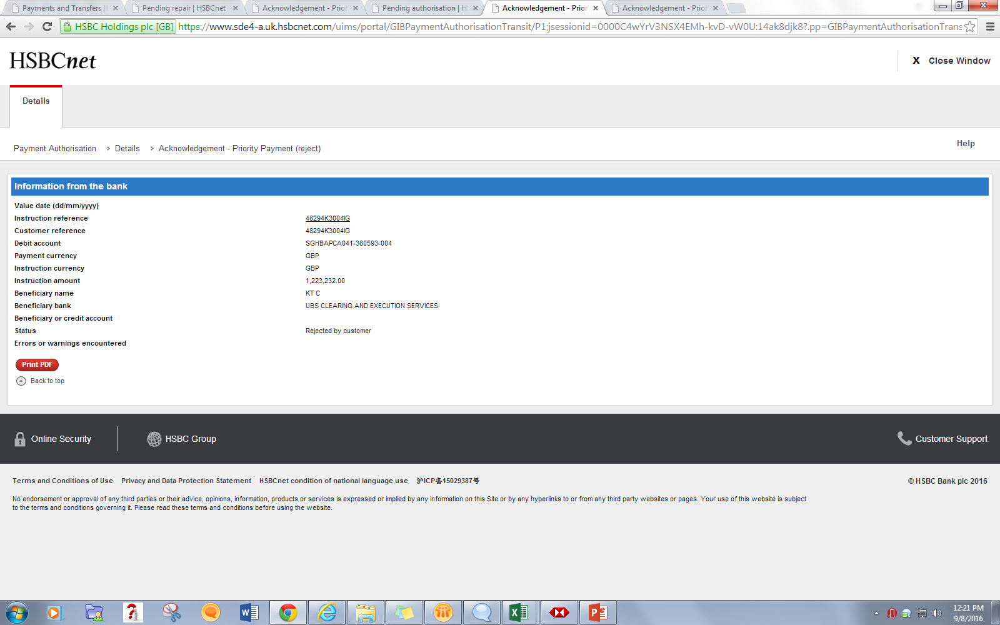 Payments and Transfers |
Pending repair | HSBCnet
Acknowledgement - Prior
Pending authorisation | H
Acknowledgement - Prior
Acknowledgement - Prior
HSBC Holdings plc [GB] https://www.sde4-a.uk.hsbcnet.com/uims/portal/GIBPaymentAuthorisationTransit/P1;jsessionid=0000C4wYrV3NSX4EMh-kvD-vW0U:14ak8djk8?.pp=GIBPaymentAuthorisationTrans
HSBCnet
X Close Window
Details
Payment Authorisation › Details › Acknowledgement - Priority Payment (reject)
Help
Information from the bank
Value date (dd/mm/yyyy)
Instruction reference 48294K3004IG
Customer reference 48294K3004IG
Debit account SGHBAPCA041-380593-004
Payment currency GBP
Instruction currency GBP
Instruction amount 1,223,232.00
Beneficiary name KT C
Beneficiary bank UBS CLEARING AND EXECUTION SERVICES
Beneficiary or credit account
Status Rejected by customer
Errors or warnings encountered
Print PDF
Back to top
Online Security
HSBC Group
Customer Support
Terms and Conditions of Use Privacy and Data Protection Statement HSBCnet condition of national language use 沪ICP备15029387号
© HSBC Bank plc 2016
No endorsement or approval of any third parties or their advice, opinions, information, products or services is expressed or implied by any information on this Site or by any hyperlinks to or from any third party websites or pages. Your use of this website is subject
to the terms and conditions governing it. Please read these terms and conditions before using the website.
12:21 PM
9/8/2016